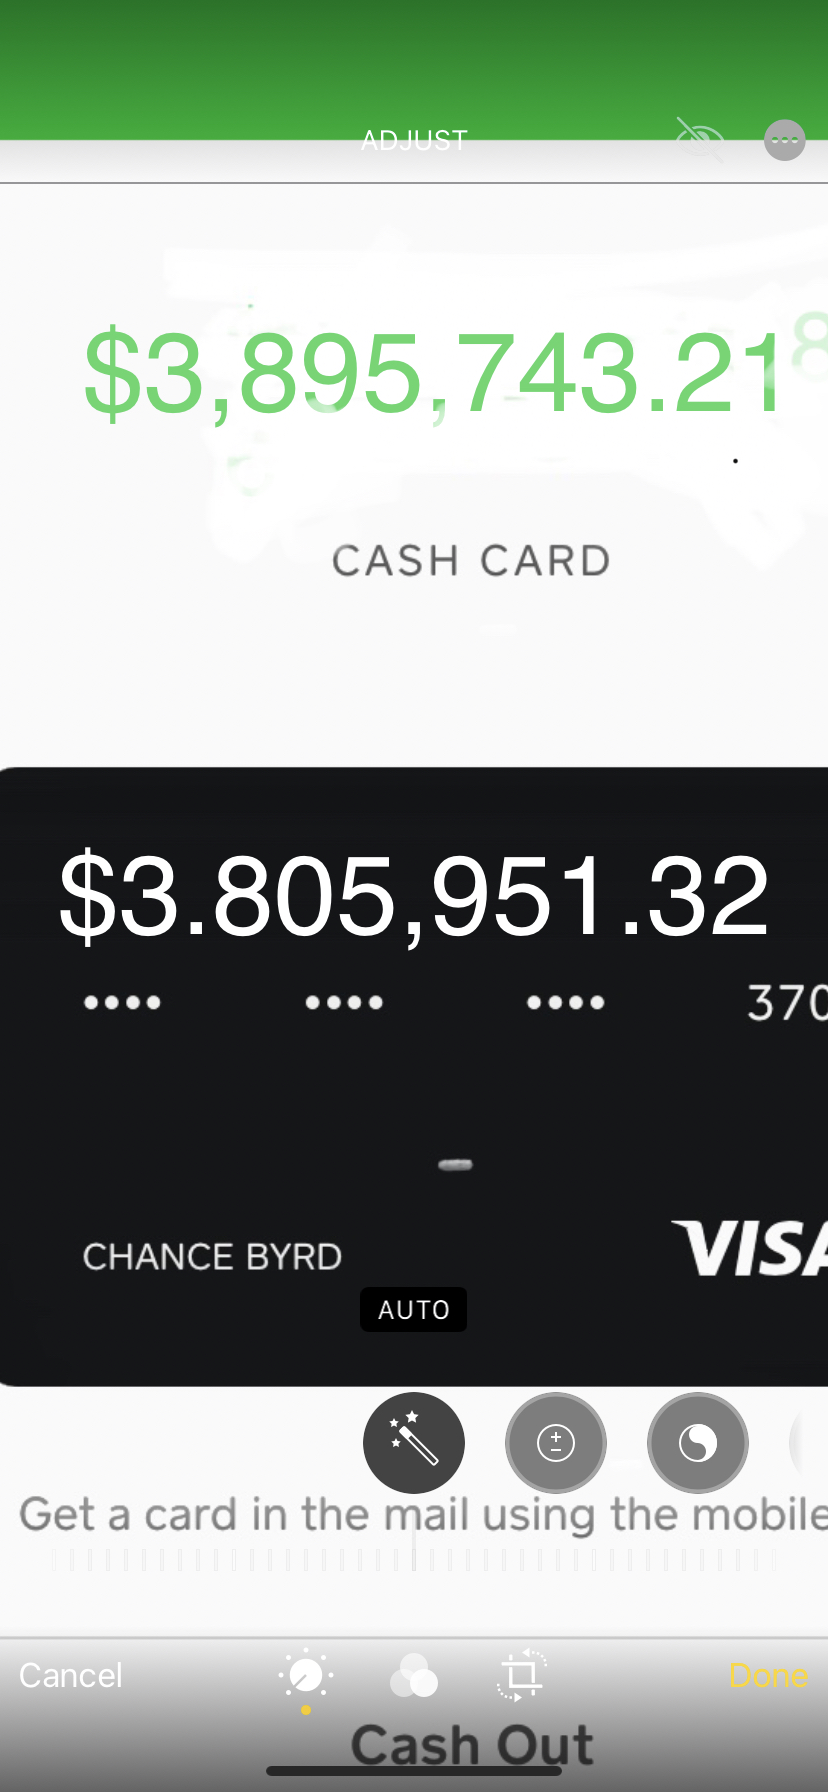 ADJUST
$3,895,743.21
8
CASH CARD
$3.805,951.32
•••• •••• •••• 370
CHANCE BYRD
VISA
AUTO
Get a card in the mail using the mobile
Cancel
Done
Cash Out